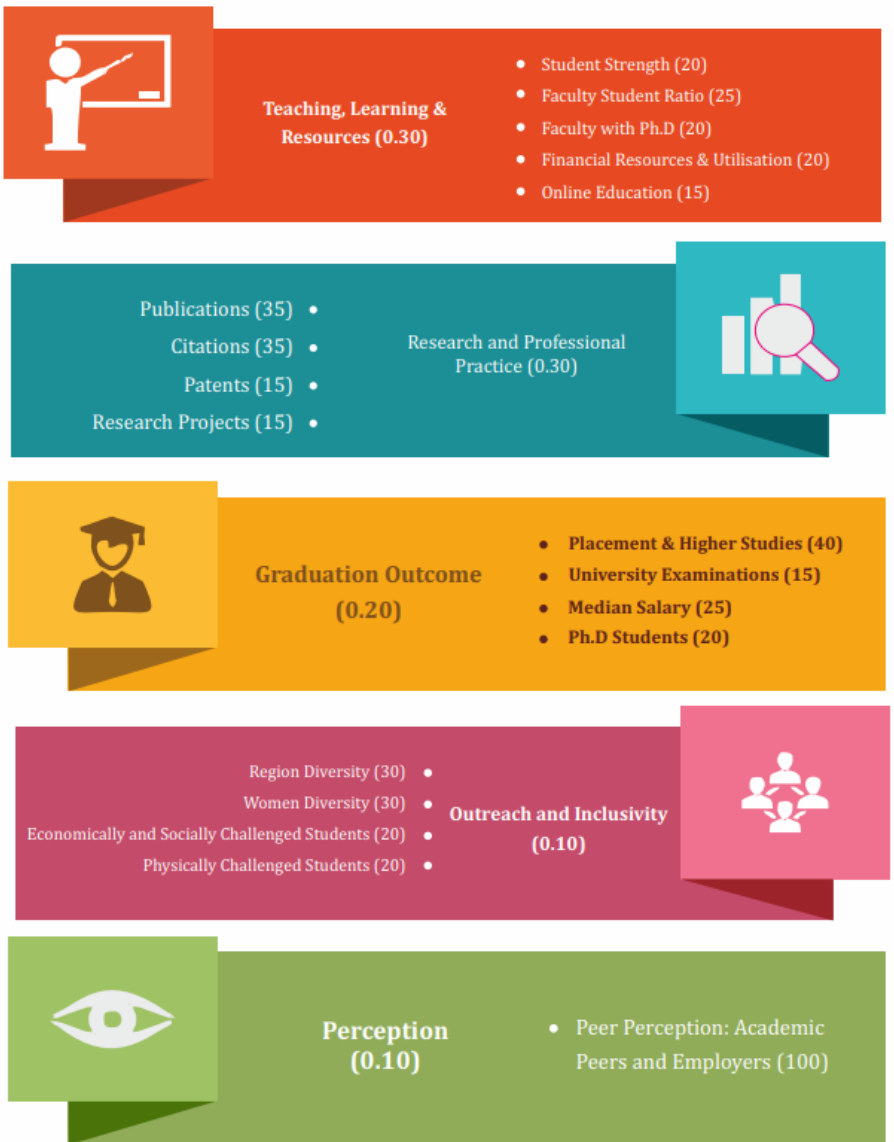 Teaching, Learning &
Resources (0.30)
• Student Strength (20)
• Faculty Student Ratio (25)
• Faculty with Ph.D (20)
• Financial Resources & Utilisation (20)
• Online Education (15)
Publications (35) •
Citations (35) •
Patents (15) •
Research Projects (15) •
Research and Professional
Practice (0.30)
Graduation Outcome
(0.20)
• Placement & Higher Studies (40)
• University Examinations (15)
• Median Salary (25)
• Ph.D Students (20)
Region Diversity (30) •
Women Diversity (30) •
Economically and Socially Challenged Students (20) •
Physically Challenged Students (20) •
Outreach and Inclusivity
(0.10)
Perception
(0.10)
• Peer Perception: Academic
Peers and Employers (100)